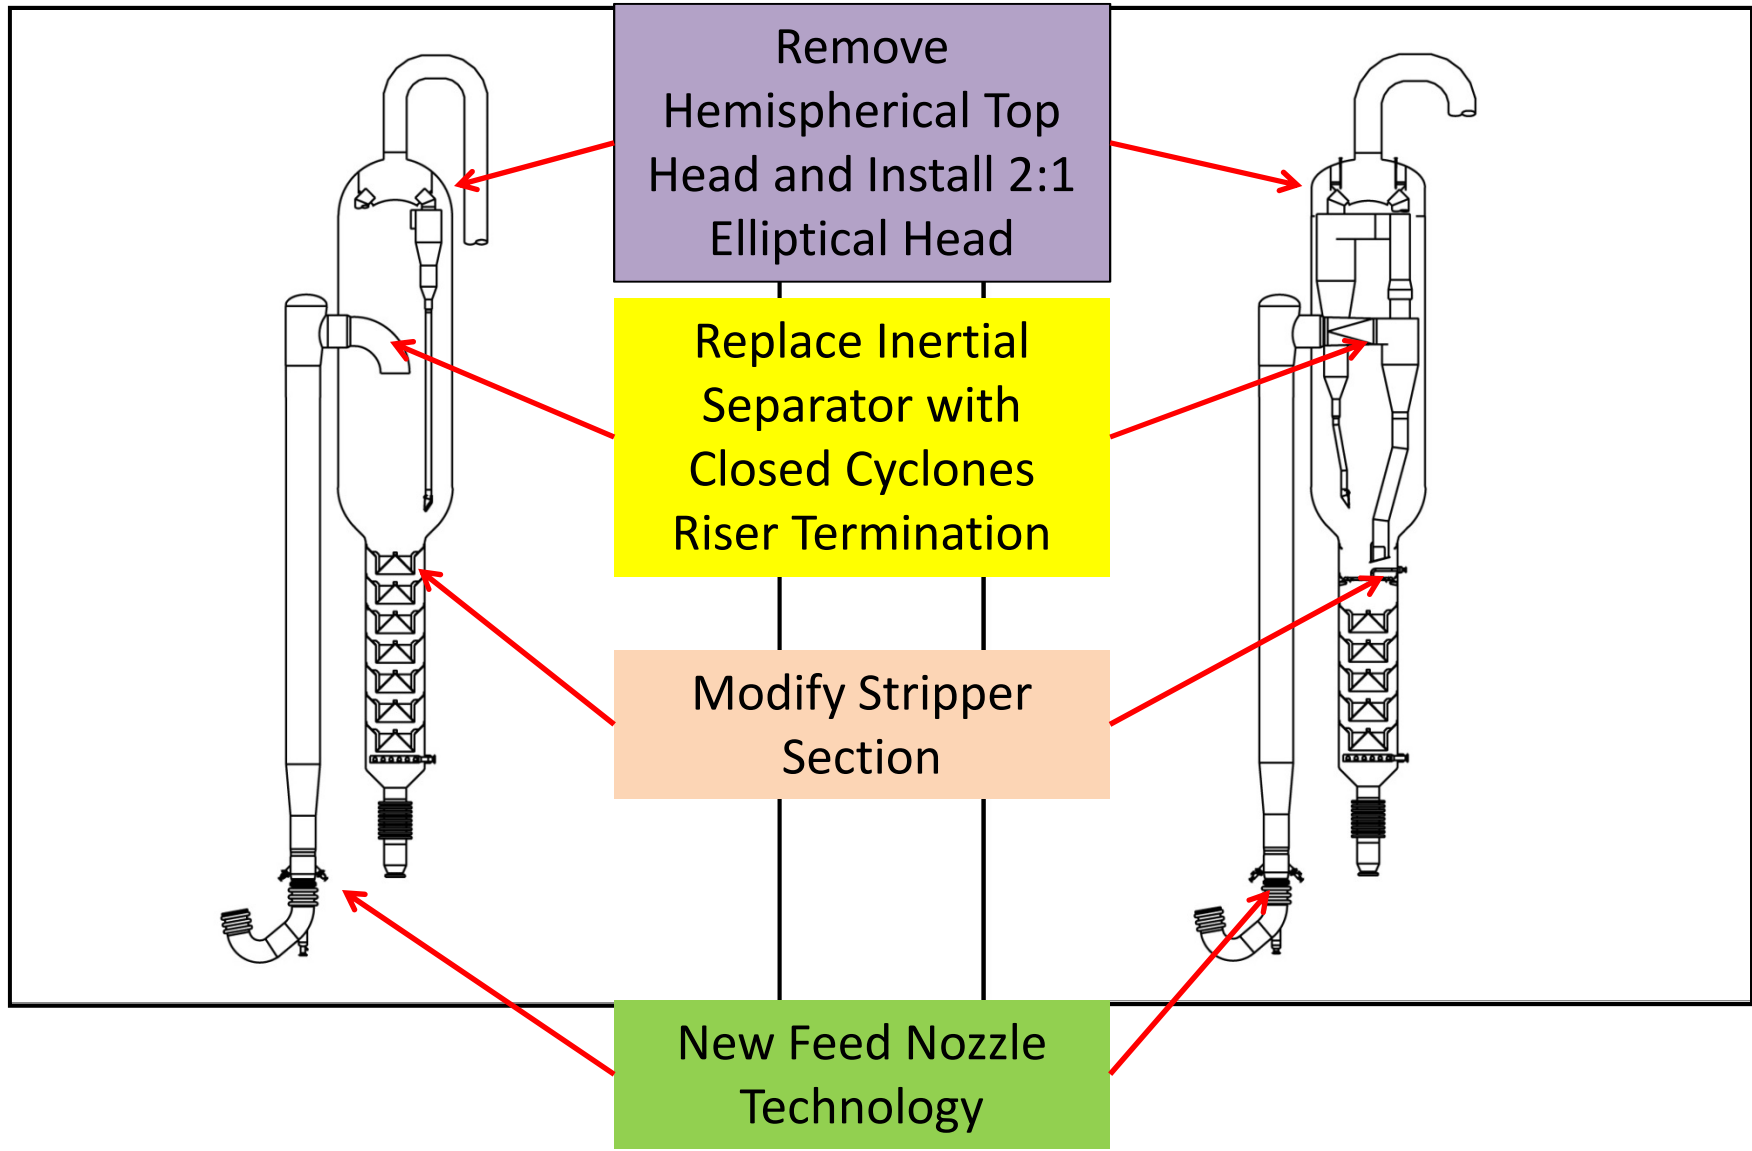 Remove
Hemispherical Top
Head and Install 2:1
Elliptical Head
Replace Inertial
Separator with
Closed Cyclones
Riser Termination
Modify Stripper
Section
New Feed Nozzle
Technology